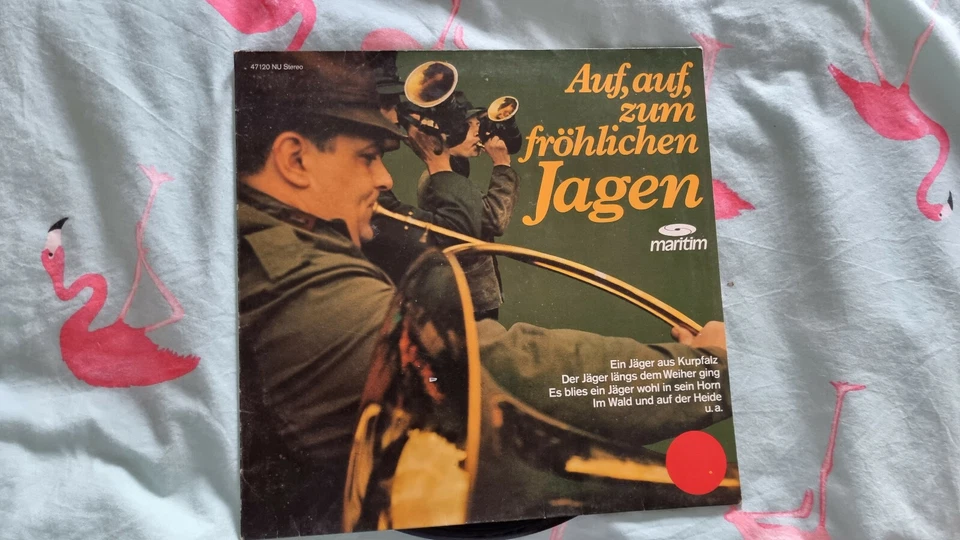 47120 NU Stereo
Auf, auf,
zum
fröhlichen
Jagen
maritim
Ein Jäger aus Kurpfalz
Der Jäger längs dem Weiher ging
Es blies ein Jäger wohl in sein Horn
Im Wald und auf der Heide
u. a.